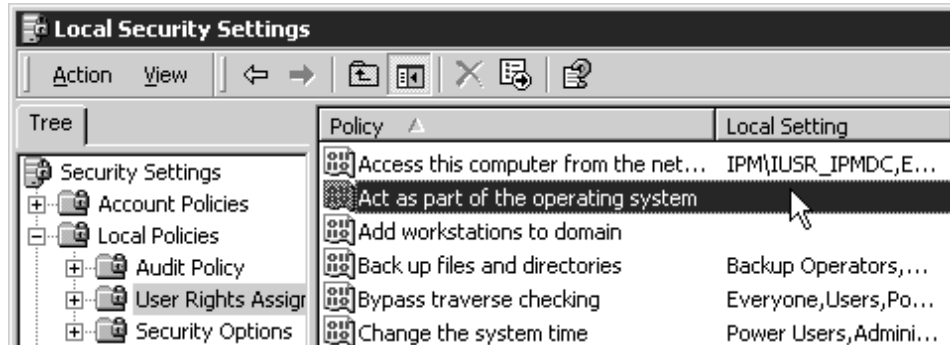 Local Security Settings
Action View
Tree
Policy Local Setting
Security Settings
Account Policies
Local Policies
Audit Policy
User Rights Assigr
Security Options
Access this computer from the net... IPM\IUSR_IPMDC,E...
Act as part of the operating system
Add workstations to domain
Back up files and directories Backup Operators,...
Bypass traverse checking Everyone,Users,Po...
Change the system time Power Users,Admini...